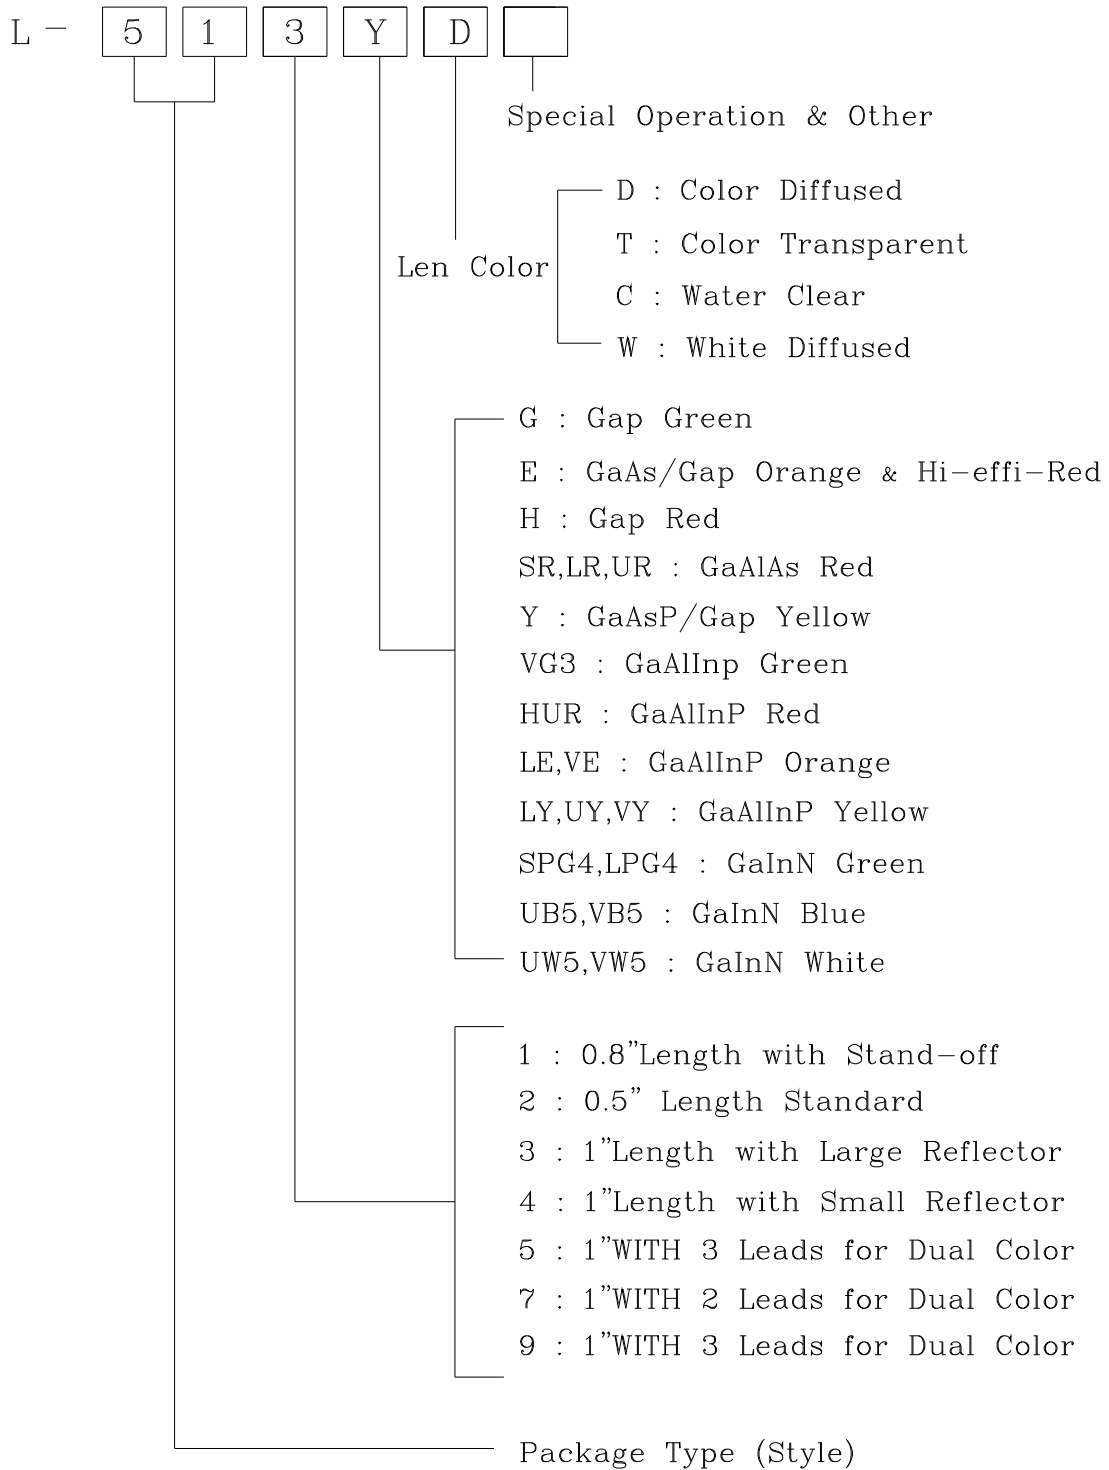 L- 5 1 3 Y D
Special Operation & Other
D : Color Diffused
T : Color Transparent
Len Color
C : Water Clear
W : White Diffused
G : Gap Green
E : GaAs/Gap Orange & Hi-effi-Red
H : Gap Red
SR,LR,UR : GaAlAs Red
Y : GaAsP/Gap Yellow
VG3 : GaAlInp Green
HUR : GaAlInP Red
LE,VE : GaAlInP Orange
LY,UY,VY : GaAlInP Yellow
SPG4,LPG4 : GaInN Green
UB5,VB5 : GaInN Blue
UW5,VW5 : GaInN White
1 : 0.8”Length with Stand-off
2 : 0.5” Length Standard
3 : 1”Length with Large Reflector
4 : 1”Length with Small Reflector
5 : 1”WITH 3 Leads for Dual Color
7 : 1”WITH 2 Leads for Dual Color
9 : 1”WITH 3 Leads for Dual Color
Package Type (Style)